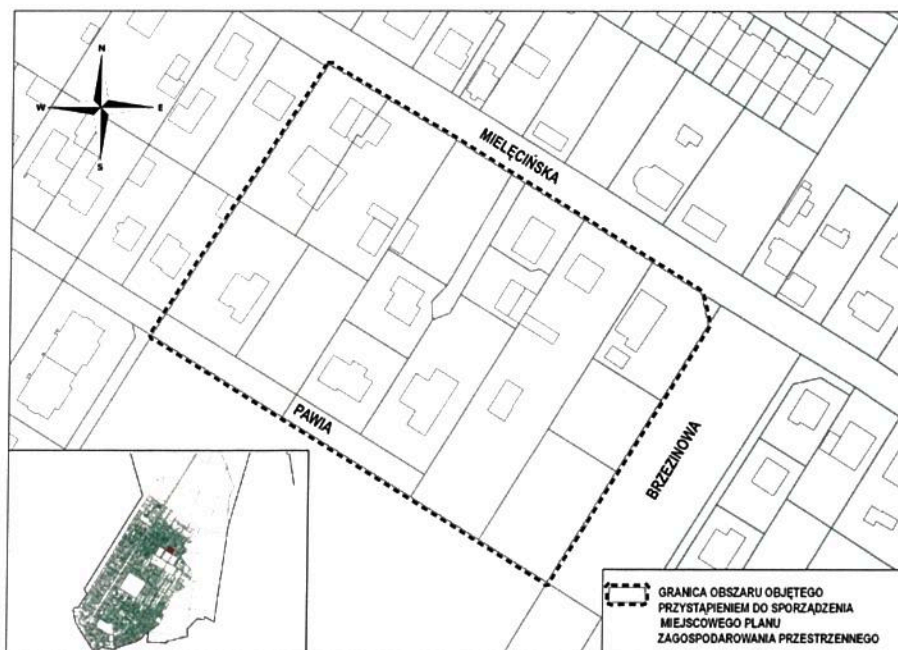 N
W
E
S
MIELĘCIŃSKA
PAWIA
BRZEZINOWA
GRANICA OBSZARU OBJĘTEGO
PRZYSTĄPIENIEM DO SPORZĄDZENIA
MIEJSCOWEGO PLANU
ZAGOSPODAROWANIA PRZESTRZENNEGO